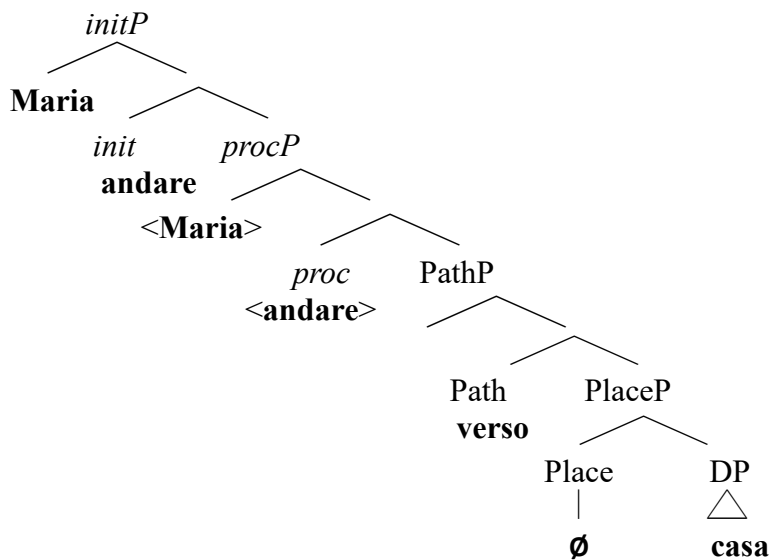 initP
Maria
init procP
andare
<Maria>
proc PathP
<andare>
Path PlaceP
verso
Place DP
Ø casa